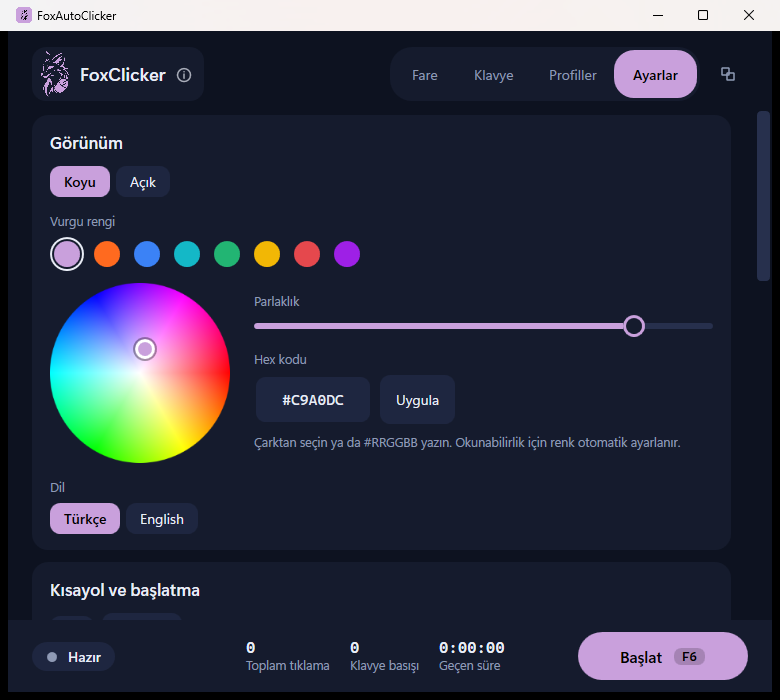 FoxAutoClicker
FoxClicker
Fare Klavye Profiller Ayarlar
Görünüm
Koyu Açık
Vurgu rengi
Parlaklık
Hex kodu
#C9A0DC Uygula
Çarktan seçin ya da #RRGGBB yazın. Okunabilirlik için renk otomatik ayarlanır.
Dil
Türkçe English
Kısayol ve başlatma
Hazır
0 0 0:00:00
Toplam tıklama Klavye basışı Geçen süre
Başlat F6